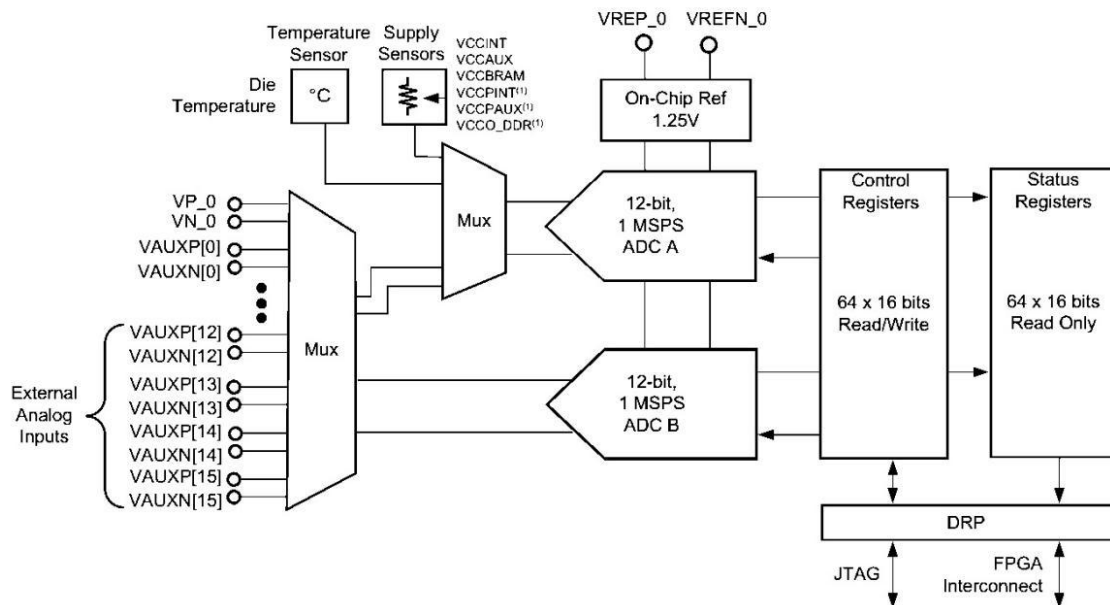 VREP_0
VREFN_0
Temperature
Sensor
Supply
Sensors
VCCINT
VCCAUX
VCCBRAM
VCCPINT(1)
VCCPAUX(1)
VCCO_DDR(1)
Die
Temperature
°C
On-Chip Ref
1.25V
Mux
12-bit,
1 MSPS
ADC A
Control
Registers
64 x 16 bits
Read/Write
Status
Registers
64 x 16 bits
Read Only
VP_0
VN_0
VAUXP[0]
VAUXN[0]
VAUXP[12]
VAUXN[12]
VAUXP[13]
VAUXN[13]
VAUXP[14]
VAUXN[14]
VAUXP[15]
VAUXN[15]
External
Analog
Inputs
Mux
12-bit,
1 MSPS
ADC B
DRP
JTAG
FPGA
Interconnect